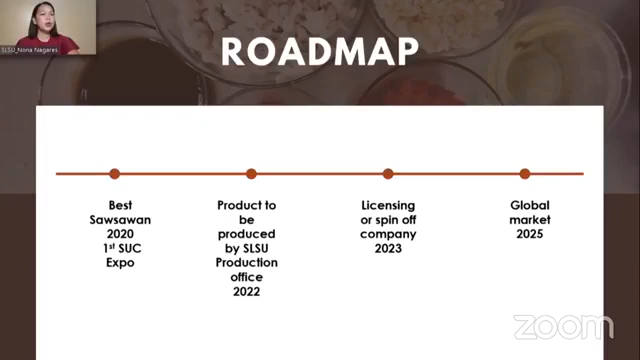 ROADMAP
SLSU_Nona Nagares
Best
Sawsawan
2020
1st SUC
Expo
Product to
be
produced
by SLSU
Production
office
2022
Licensing
or spin off
company
2023
Global
market
2025
zoom